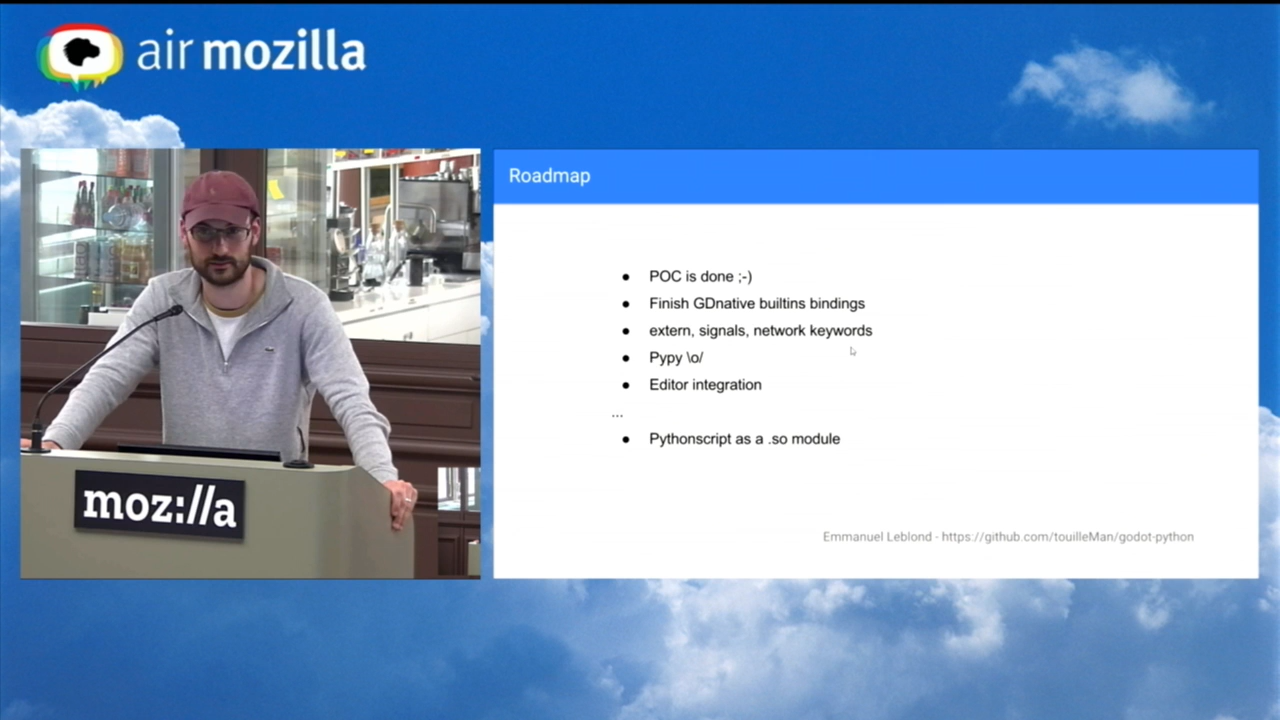 air mozilla
moz://a
Roadmap
● POC is done ;-)
● Finish GDnative builtins bindings
● extern, signals, network keywords
● Pypy \o/
● Editor integration
...
● Pythonscript as a .so module
Emmanuel Leblond - https://github.com/touilleMan/godot-python